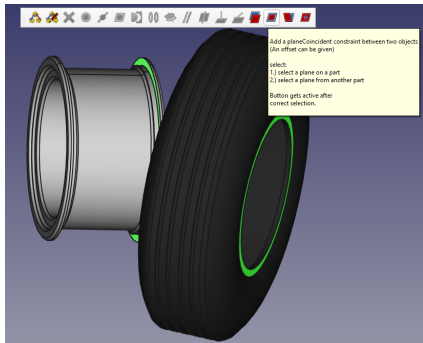 Add a planeCoincident constraint between two objects
(An offset can be given)
select:
1.) select a plane on a part
2.) select a plane from another part
Button gets active after
correct selection.